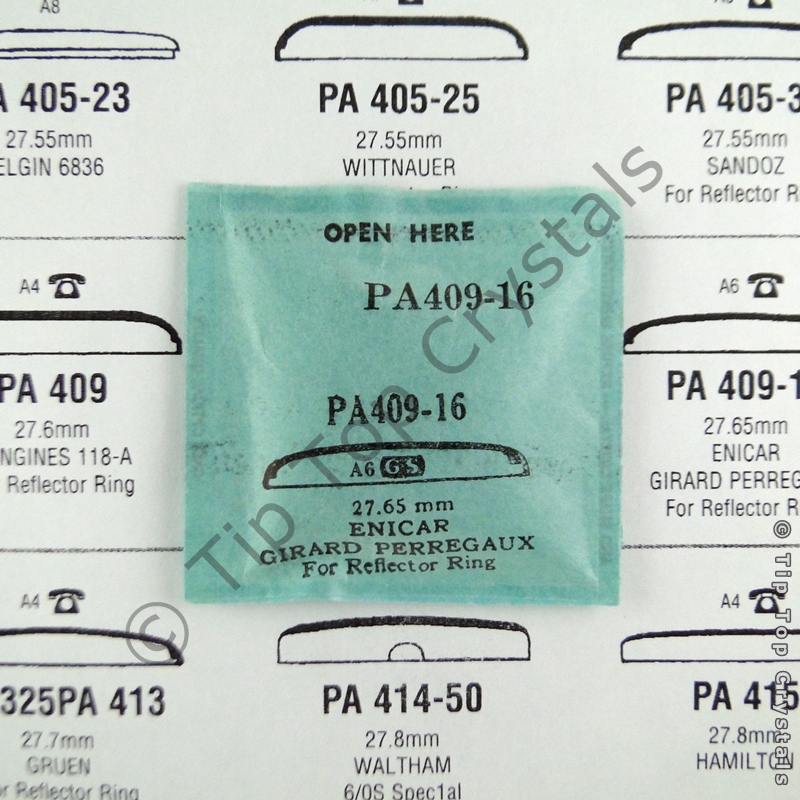 A8
PA 405-23
27.55mm
ELGIN 6836
PA 405-25
27.55mm
WITTNAUER
PA 405-3
27.55mm
SANDOZ
For Reflector R
OPEN HERE
PA409-16
PA409-16
A6 GS
27.65 mm
ENICAR
GIRARD PERREGAUX
For Reflector Ring
A4
PA 409
27.6mm
NGINES 118-A
Reflector Ring
A6
PA 409-1
27.65mm
ENICAR
GIRARD PERREG
For Reflector R
A4
325PA 413
27.7mm
GRUEN
r Reflector Ring
PA 414-50
27.8mm
WALTHAM
6/0S Spec1al
A4
PA 415
27.8mm
HAMILTO
© Tip Top Crystals
© Tip Top Crystals